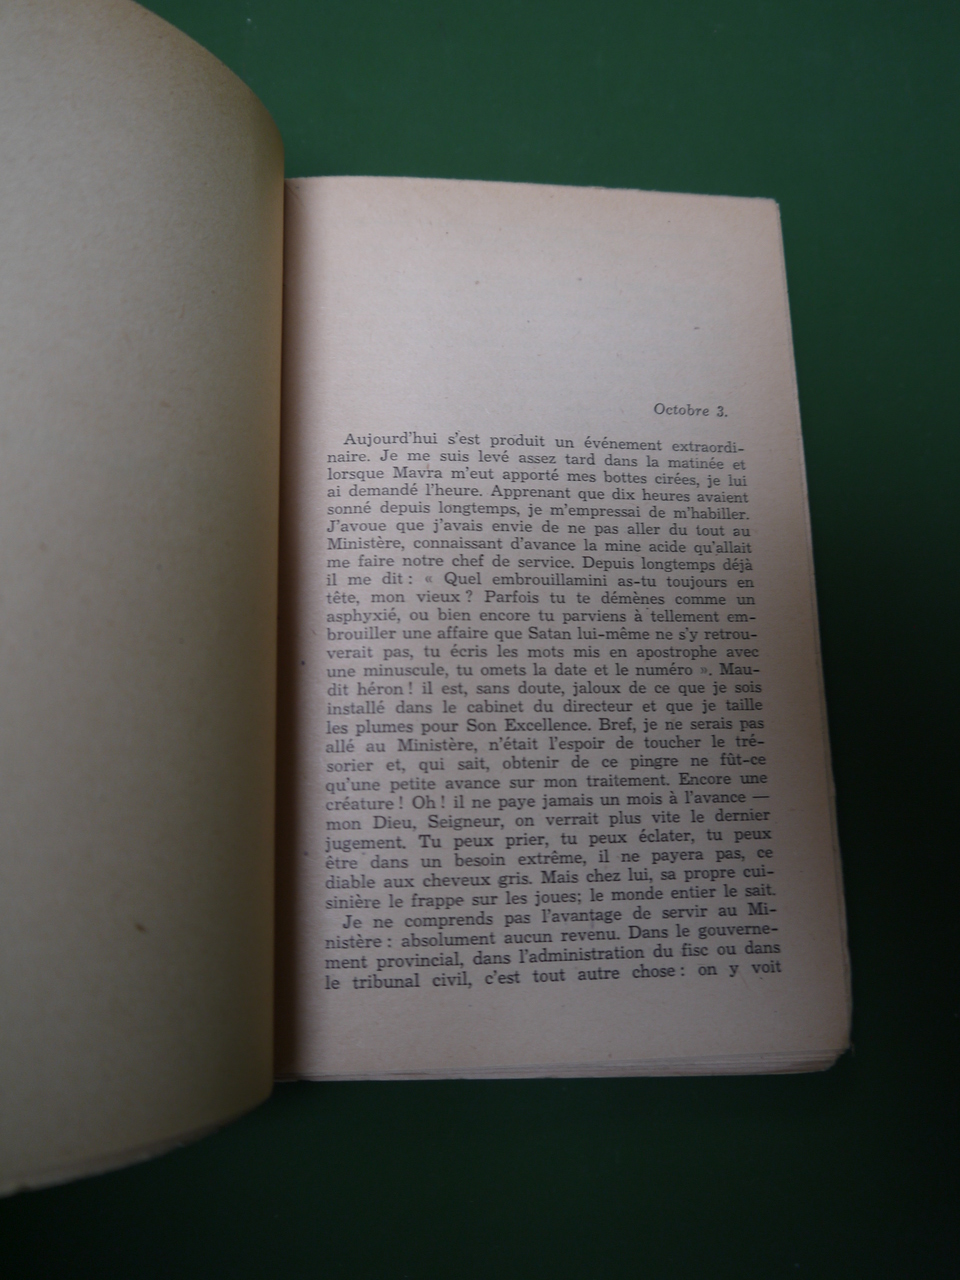 Octobre 3.
Aujourd'hui s'est produit un événement extraordi-
naire. Je me suis levé assez tard dans la matinée et
lorsque Mavra m'eut apporté mes bottes cirées, je lui
ai demandé l'heure. Apprenant que dix heures avaient
sonné depuis longtemps, je m'empressai de m'habiller.
J'avoue que j'avais envie de ne pas aller du tout au
Ministère, connaissant d'avance la mine acide qu'allait
me faire notre chef de service. Depuis longtemps déjà
il me dit : « Quel embrouillamini as-tu toujours en
tête, mon vieux ? Parfois tu te démènes comme un
asphyxié, ou bien encore tu parviens à tellement em-
brouiller une affaire que Satan lui-même ne s'y retrou-
verait pas, tu écris les mots mis en apostrophe avec
une minuscule, tu omets la date et le numéro ». Mau-
dit héron ! il est, sans doute, jaloux de ce que je sois
installé dans le cabinet du directeur et que je taille
les plumes pour Son Excellence. Bref, je ne serais pas
allé au Ministère, n'était l'espoir de toucher le tré-
sorier et, qui sait, obtenir de ce pingre ne fût-ce
qu'une petite avance sur mon traitement. Encore une
créature ! Oh ! il ne paye jamais un mois à l'avance —
mon Dieu, Seigneur, on verrait plus vite le dernier
jugement. Tu peux prier, tu peux éclater, tu peux
être dans un besoin extrême, il ne payera pas, ce
diable aux cheveux gris. Mais chez lui, sa propre cui-
sinière le frappe sur les joues; le monde entier le sait.
Je ne comprends pas l'avantage de servir au Mi-
nistère : absolument aucun revenu. Dans le gouverne-
ment provincial, dans l'administration du fisc ou dans
le tribunal civil, c'est tout autre chose : on y voit